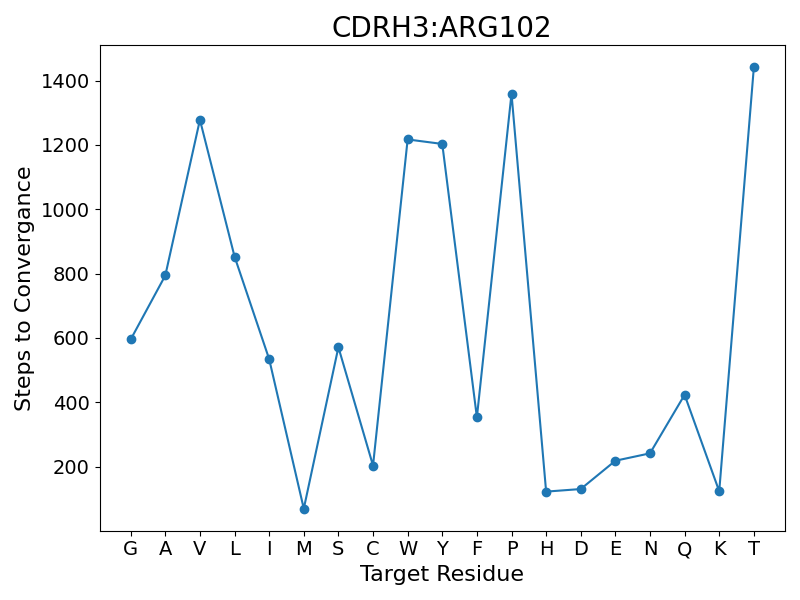 CDRH3:ARG102
Steps to Convergance
1400
1200
1000
800
600
400
200
G A V L I M S C W Y F P H D E N Q K T
Target Residue